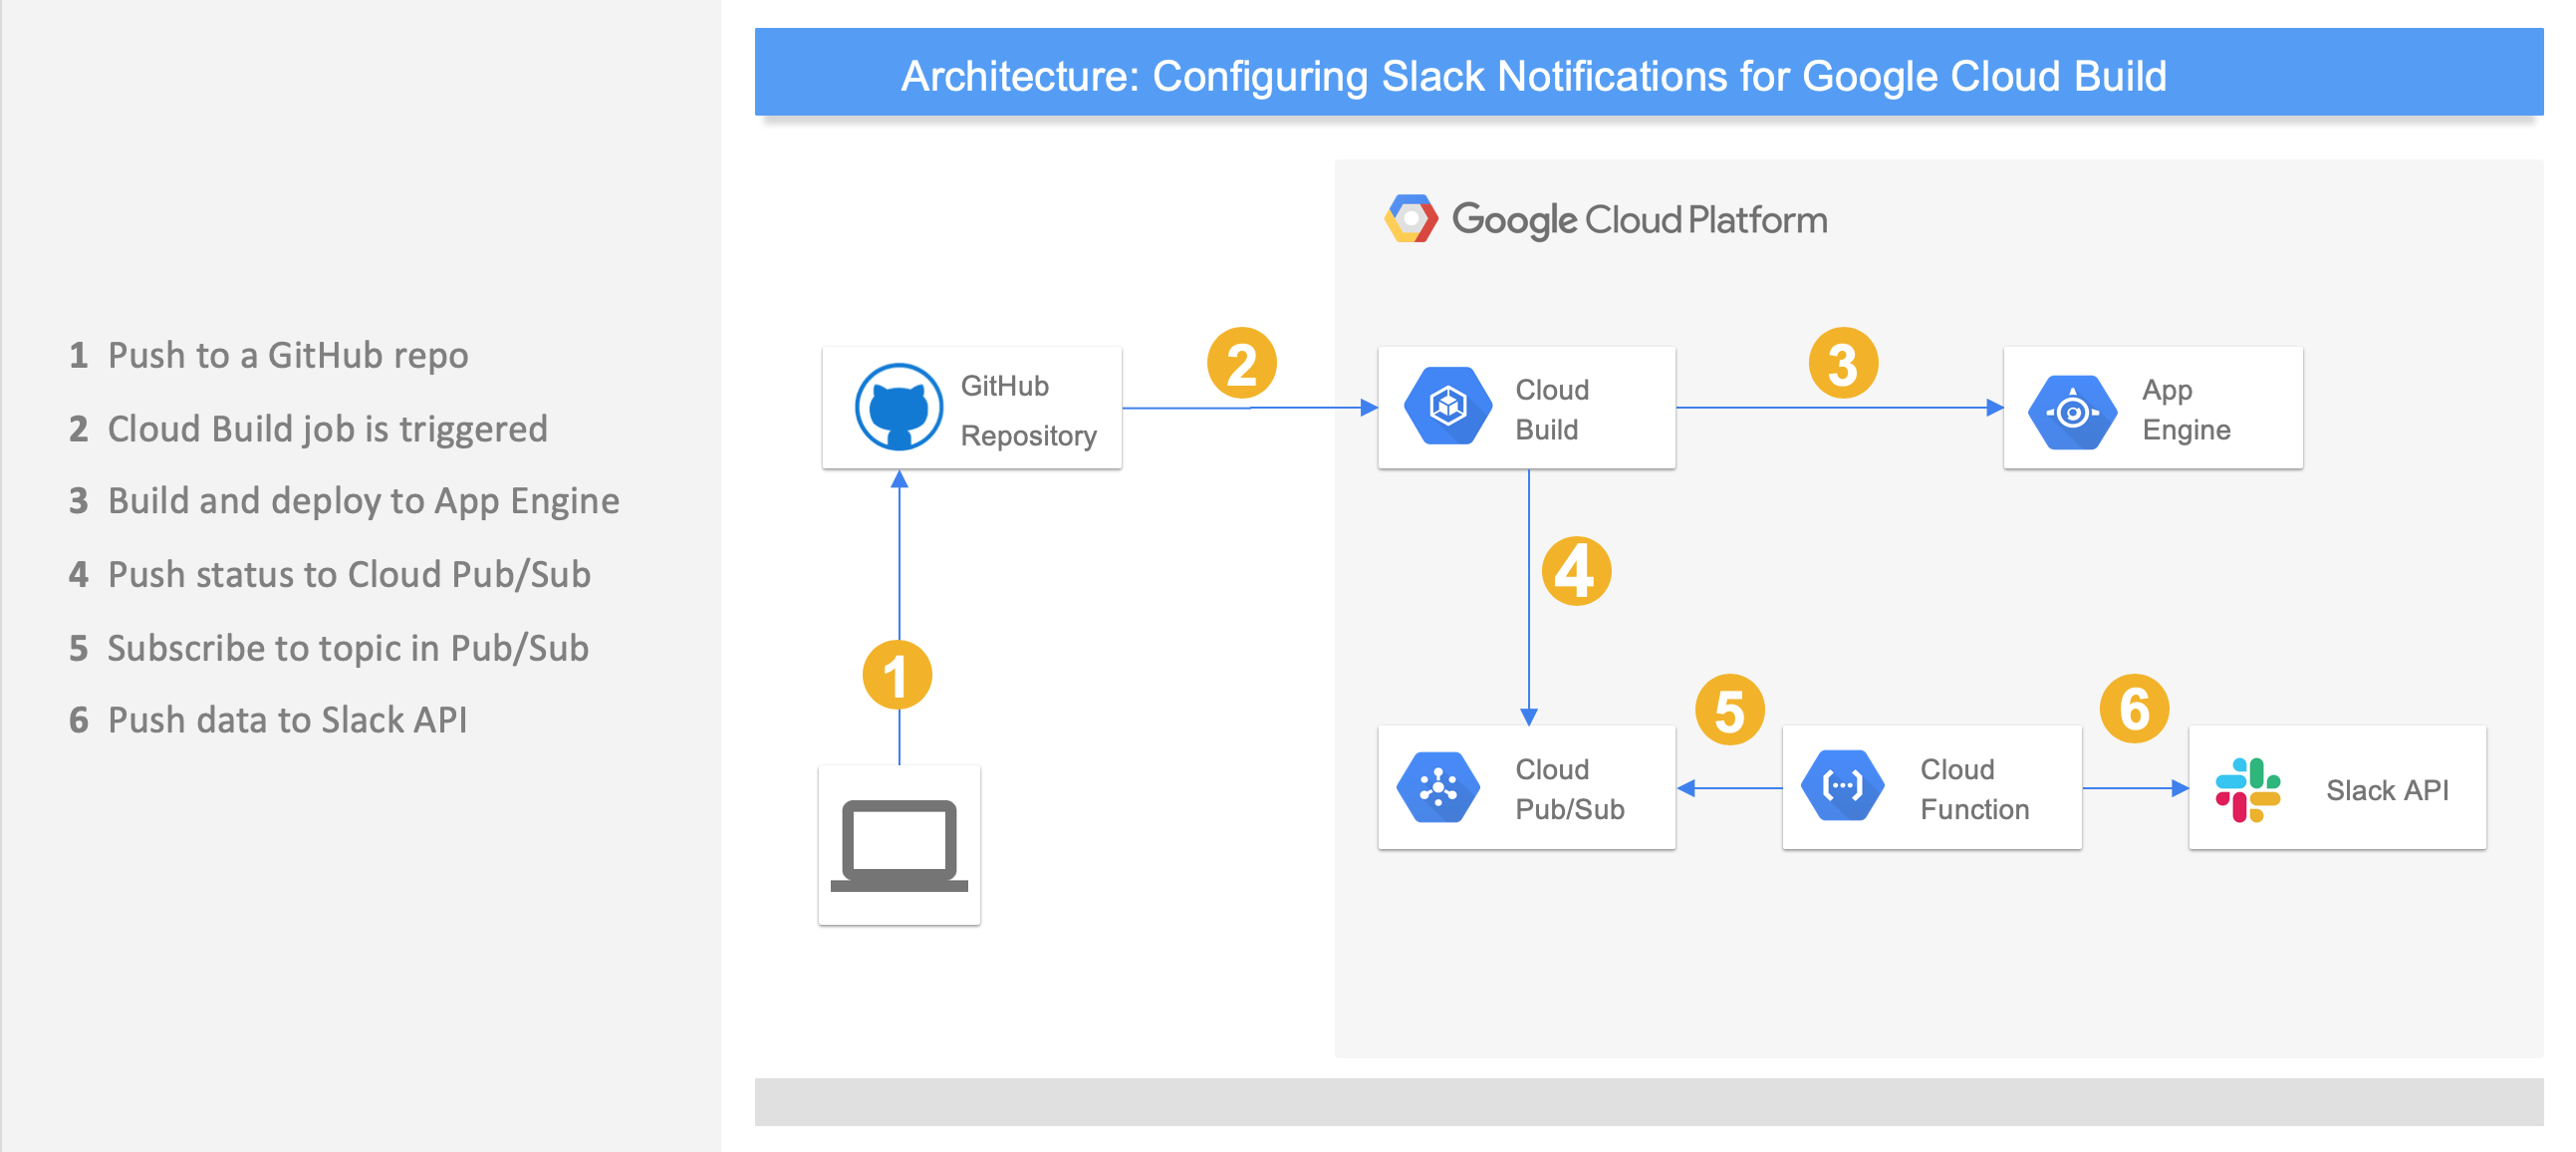 Architecture: Configuring Slack Notifications for Google Cloud Build
1 Push to a GitHub repo
2 Cloud Build job is triggered
3 Build and deploy to App Engine
4 Push status to Cloud Pub/Sub
5 Subscribe to topic in Pub/Sub
6 Push data to Slack API
Google Cloud Platform
2
3
GitHub
Repository
Cloud
Build
App
Engine
4
1
5
6
Cloud
Pub/Sub
Cloud
Function
Slack API